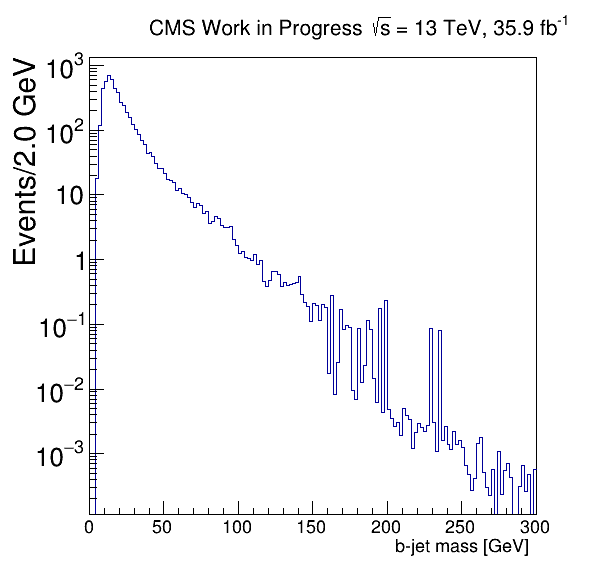 CMS Work in Progress √s = 13 TeV, 35.9 fb⁻¹
Events/2.0 GeV
10³
10²
10
1
10⁻¹
10⁻²
10⁻³
0 50 100 150 200 250 300
b-jet mass [GeV]